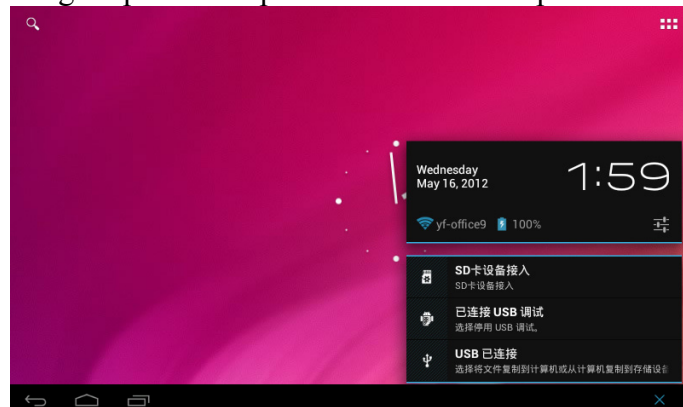 Wednesday
May 16, 2012
1:59
yf-office9 100%
SD卡设备接入
SD卡设备接入
已连接 USB 调试
选择停用 USB 调试。
USB 已连接
选择将文件复制到计算机或从计算机复制到存储设